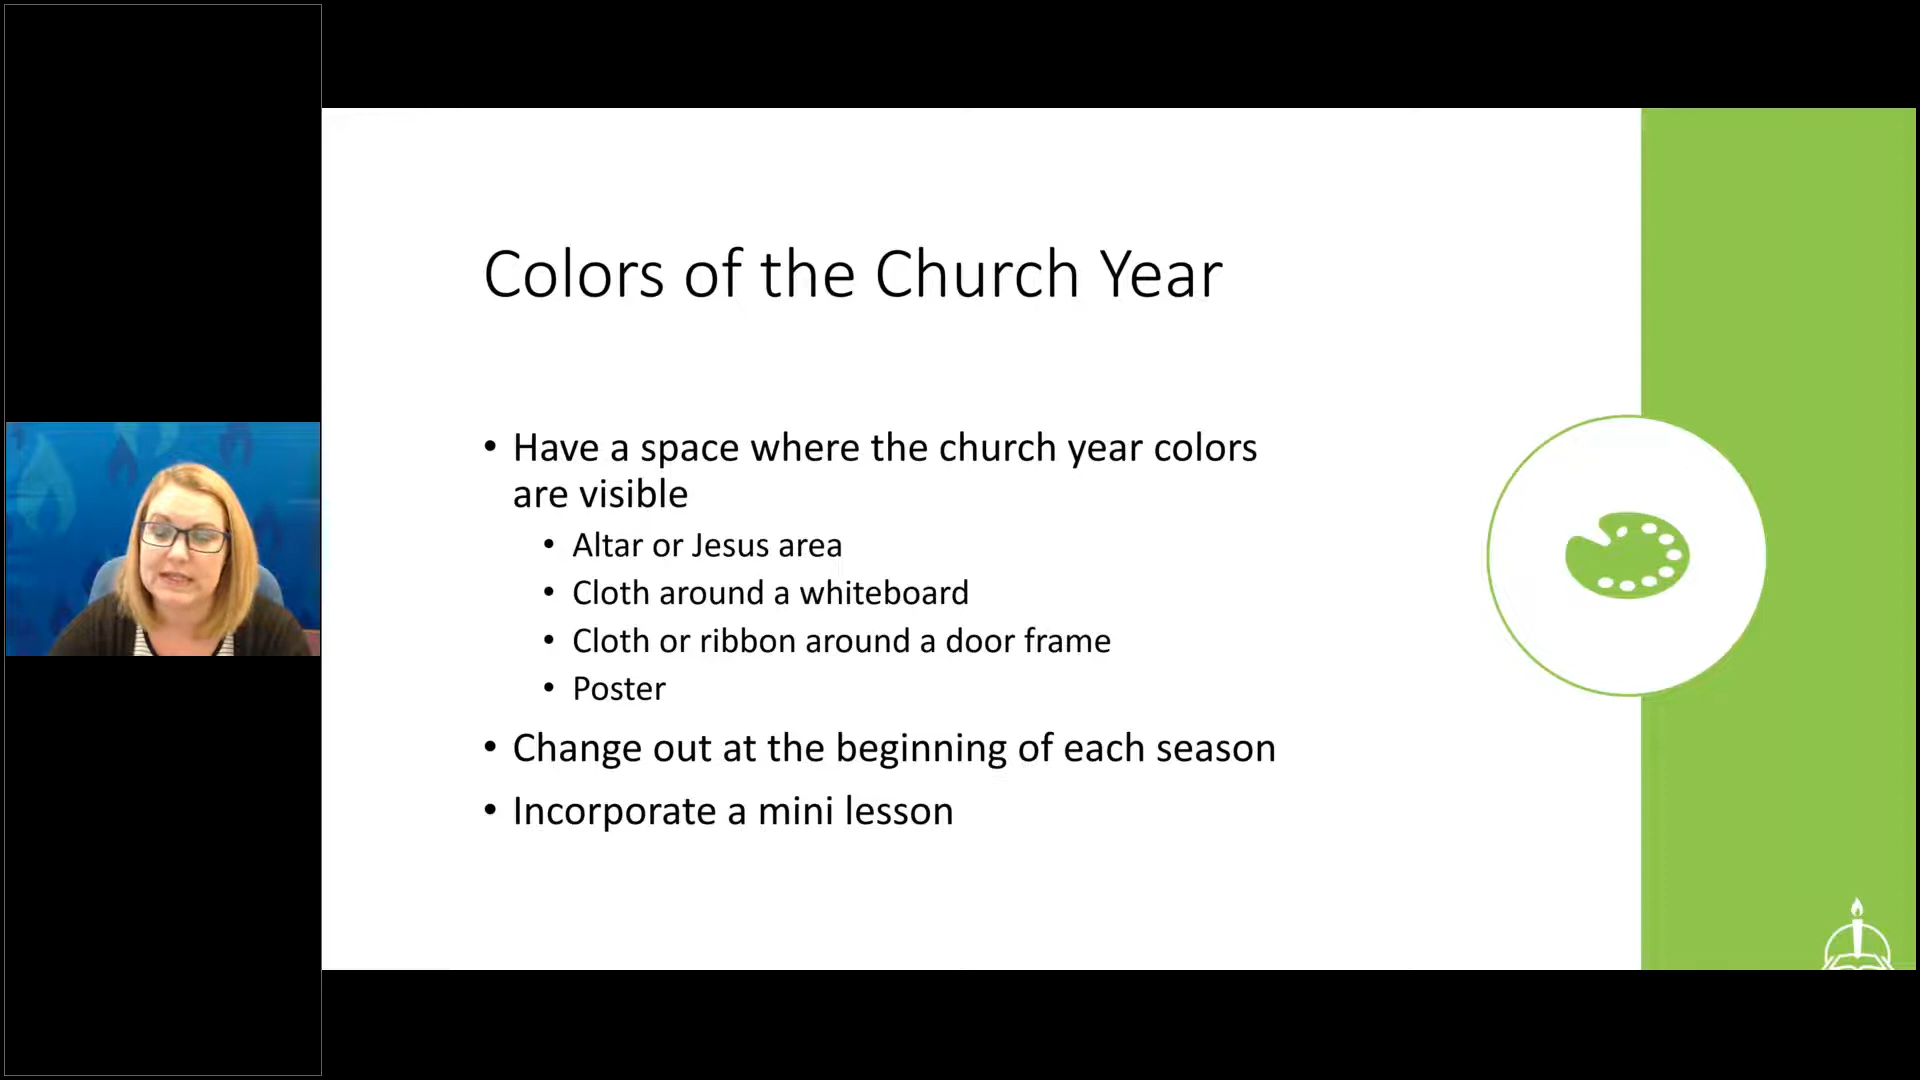 Colors of the Church Year
• Have a space where the church year colors
are visible
• Altar or Jesus area
• Cloth around a whiteboard
• Cloth or ribbon around a door frame
• Poster
• Change out at the beginning of each season
• Incorporate a mini lesson